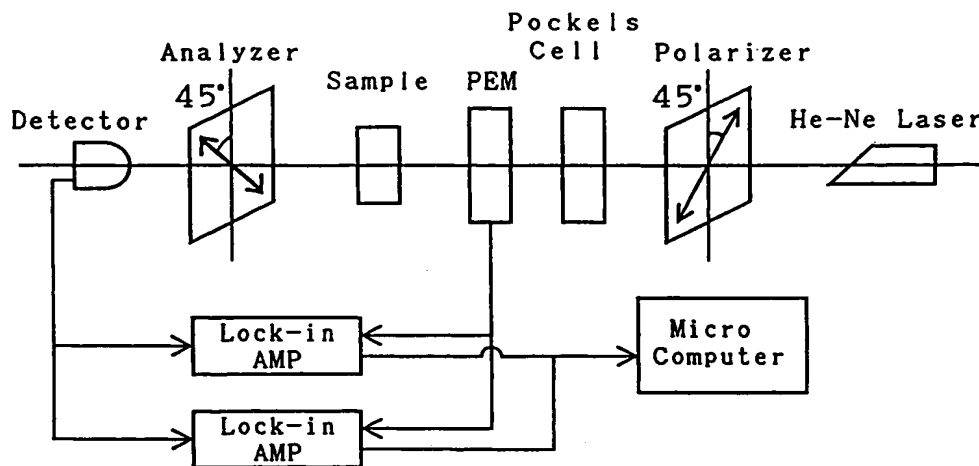 Pockels
Cell
Analyzer
Polarizer
Sample
PEM
45°
45°
Detector
He-Ne Laser
Lock-in
AMP
Micro
Computer
Lock-in
AMP